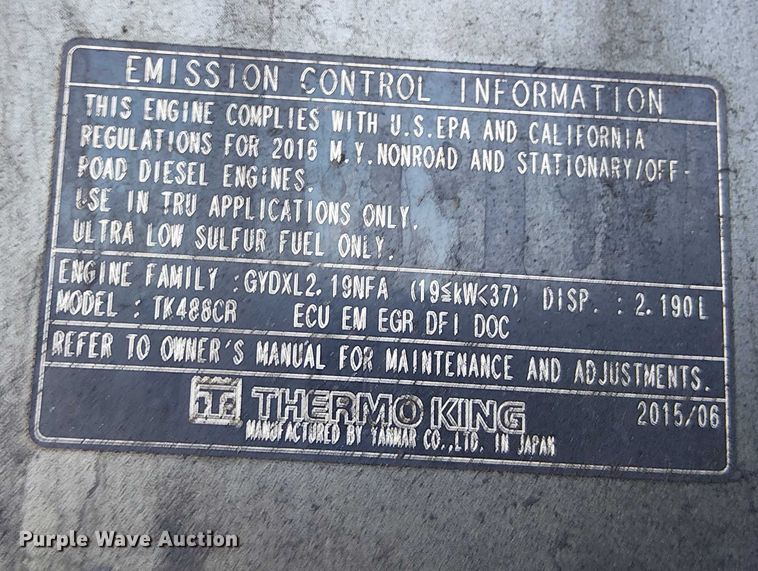 EMISSION CONTROL INFORMATION
THIS ENGINE COMPLIES WITH U.S.EPA AND CALIFORNIA
REGULATIONS FOR 2016 M.Y.NONROAD AND STATIONARY/OFF-
ROAD DIESEL ENGINES.
USE IN TRU APPLICATIONS ONLY.
ULTRA LOW SULFUR FUEL ONLY.
ENGINE FAMILY :GYDXL2.19NFA (19≦kW<37) DISP. : 2.190L
MODEL : TK488CR ECU EM EGR DFI DOC
REFER TO OWNER'S MANUAL FOR MAINTENANCE AND ADJUSTMENTS.
THERMO KING 2015/06
MANUFACTURED BY YANMAR CO.,LTD. IN JAPAN
Purple Wave Auction